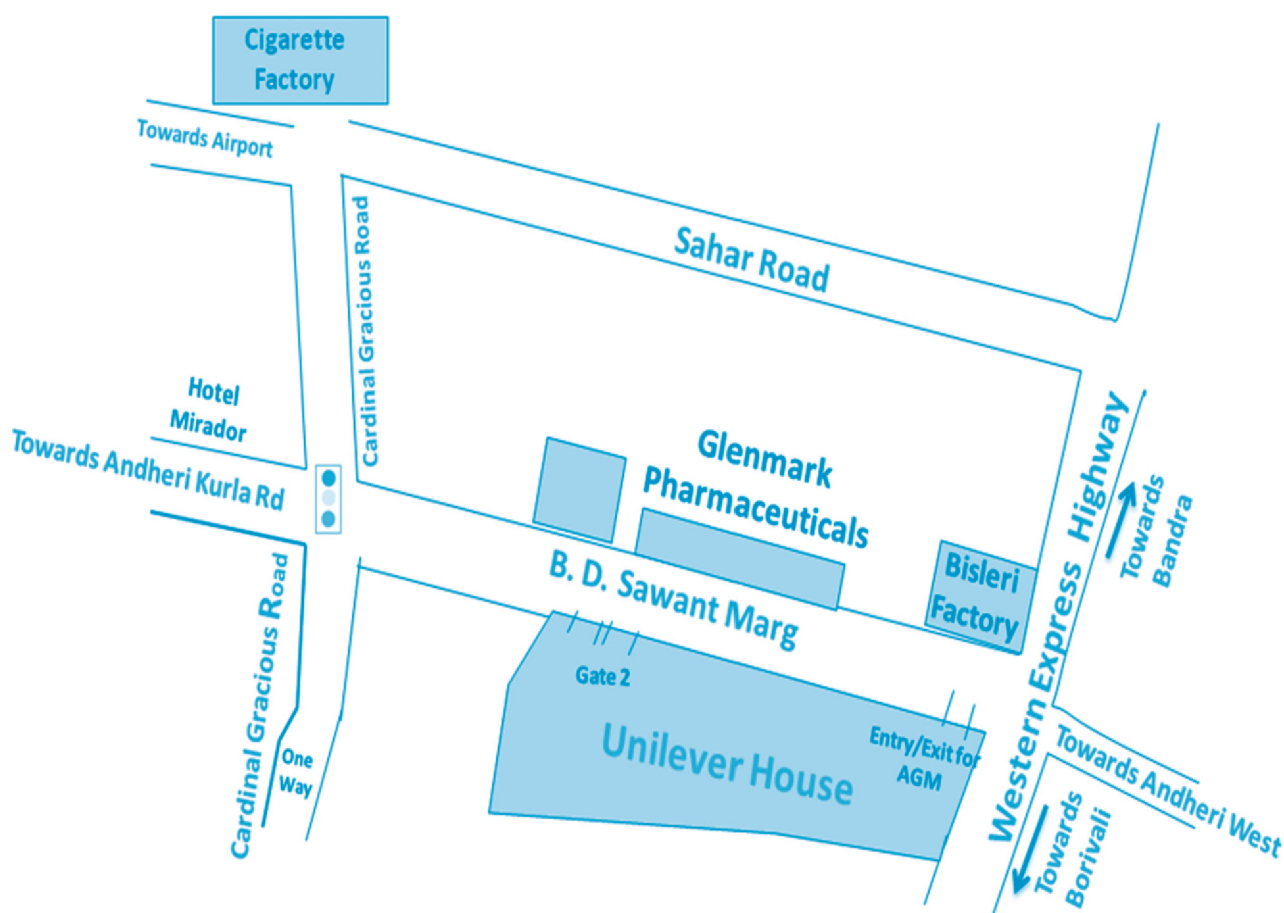 Cigarette
Factory
Towards Airport
Cardinal Gracious Road
Sahar Road
Hotel
Mirador
Towards Andheri Kurla Rd
Glenmark
Pharmaceuticals
B. D. Sawant Marg
Bisleri
Factory
Western Express Highway
Towards
Bandra
Cardinal Gracious Road
One
Way
Gate 2
Unilever House
Entry/Exit for
AGM
Towards Andheri West
Towards
Borivali